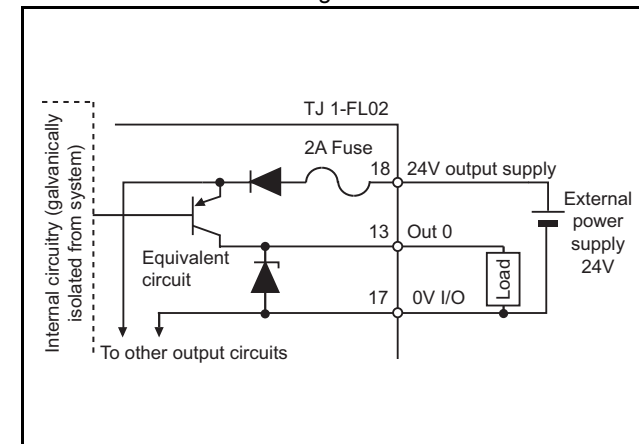 TJ 1-FL02
2A Fuse
18
24V output supply
Internal circuitry (galvanically
isolated from system)
External
power
supply
24V
13
Out 0
Equivalent
circuit
Load
17
0V I/O
To other output circuits